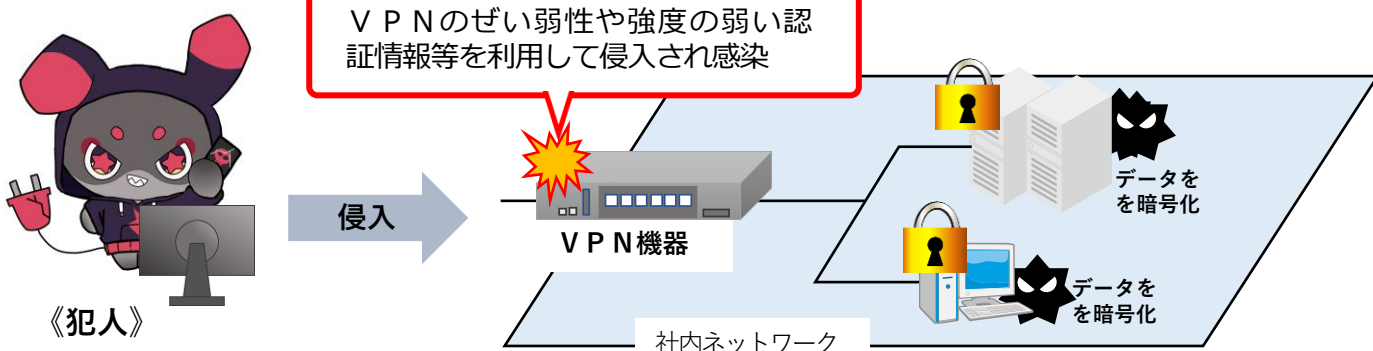 ＶＰＮのぜい弱性や強度の弱い認
証情報等を利用して侵入され感染
侵入
ＶＰＮ機器
データを
を暗号化
データを
を暗号化
《犯人》
社内ネットワーク